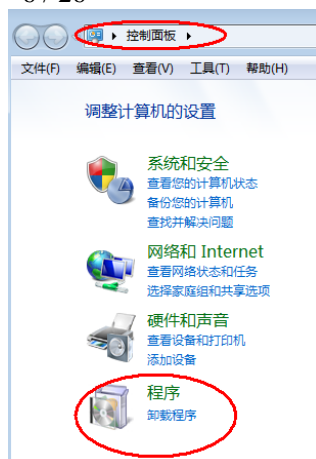 控制面板
文件(F) 编辑(E) 查看(V) 工具(T) 帮助(H)
调整计算机的设置
系统和安全
查看您的计算机状态
备份您的计算机
查找并解决问题
网络和 Internet
查看网络状态和任务
选择家庭组和共享选项
硬件和声音
查看设备和打印机
添加设备
程序
卸载程序